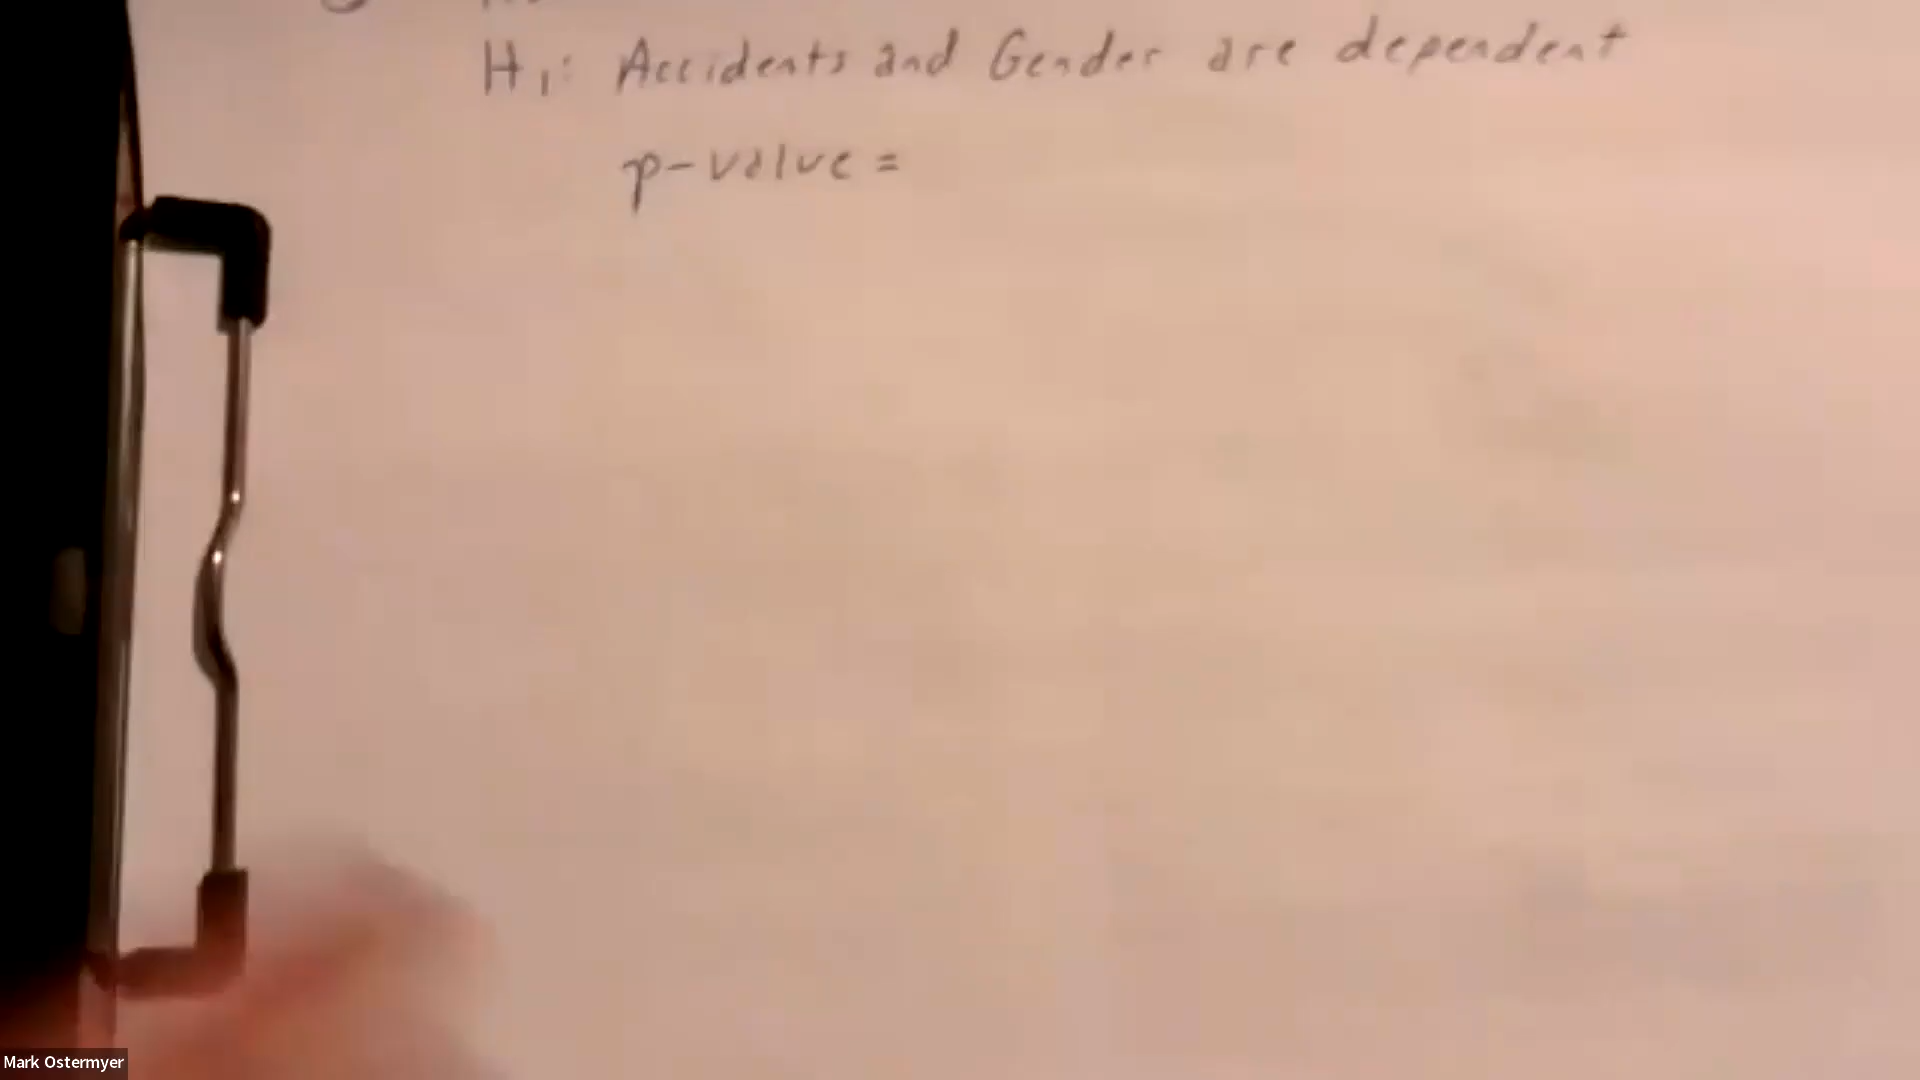 H₁: Accidents and Gender are dependent
p-value =
Mark Ostermyer